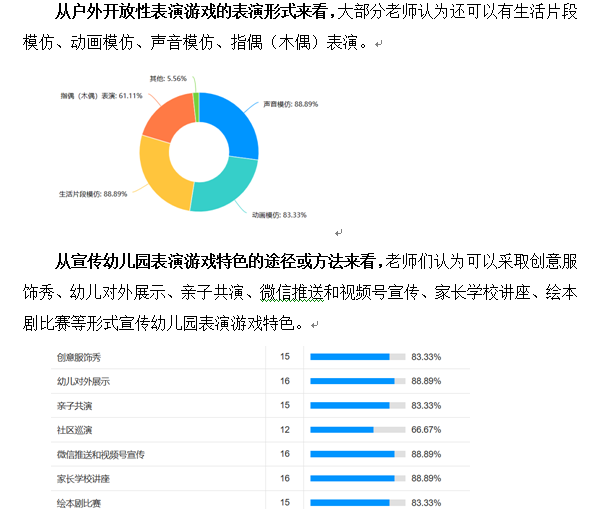 从户外开放性表演游戏的表演形式来看，大部分老师认为还可以有生活片段
模仿、动画模仿、声音模仿、指偶（木偶）表演。
其他: 5.56%
指偶（木偶）表演: 61.11%
声音模仿: 88.89%
生活片段模仿: 88.89%
动画模仿: 83.33%
从宣传幼儿园表演游戏特色的途径或方法来看，老师们认为可以采取创意服
饰秀、幼儿对外展示、亲子共演、微信推送和视频号宣传、家长学校讲座、绘本
剧比赛等形式宣传幼儿园表演游戏特色。
创意服饰秀 15 83.33%
幼儿对外展示 16 88.89%
亲子共演 15 83.33%
社区巡演 12 66.67%
微信推送和视频号宣传 16 88.89%
家长学校讲座 16 88.89%
绘本剧比赛 15 83.33%